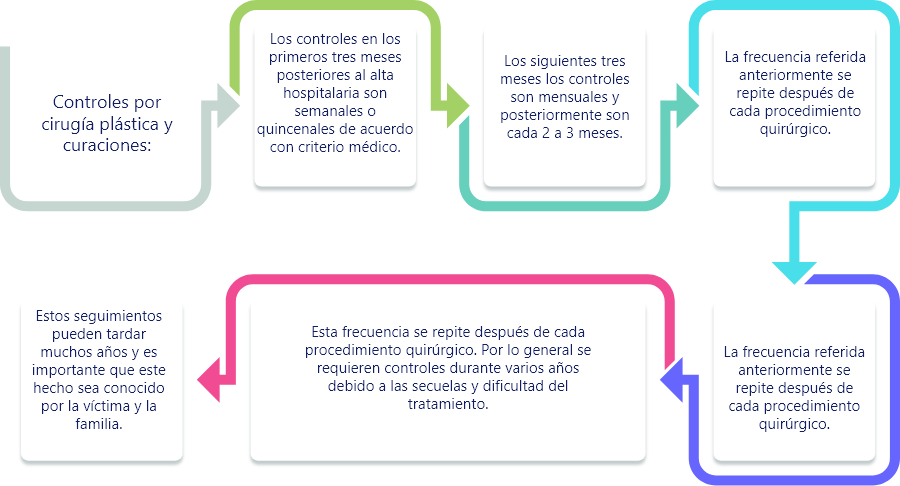 Controles por
cirugía plástica y
curaciones:
Los controles en los
primeros tres meses
posteriores al alta
hospitalaria son
semanales o
quincenales de acuerdo
con criterio médico.
Los siguientes tres
meses los controles
son mensuales y
posteriormente son
cada 2 a 3 meses.
La frecuencia referida
anteriormente se
repite después de
cada procedimiento
quirúrgico.
La frecuencia referida
anteriormente se
repite después de
cada procedimiento
quirúrgico.
Esta frecuencia se repite después de cada
procedimiento quirúrgico. Por lo general se
requieren controles durante varios años
debido a las secuelas y dificultad del
tratamiento.
Estos seguimientos
pueden tardar
muchos años y es
importante que este
hecho sea conocido
por la víctima y la
familia.